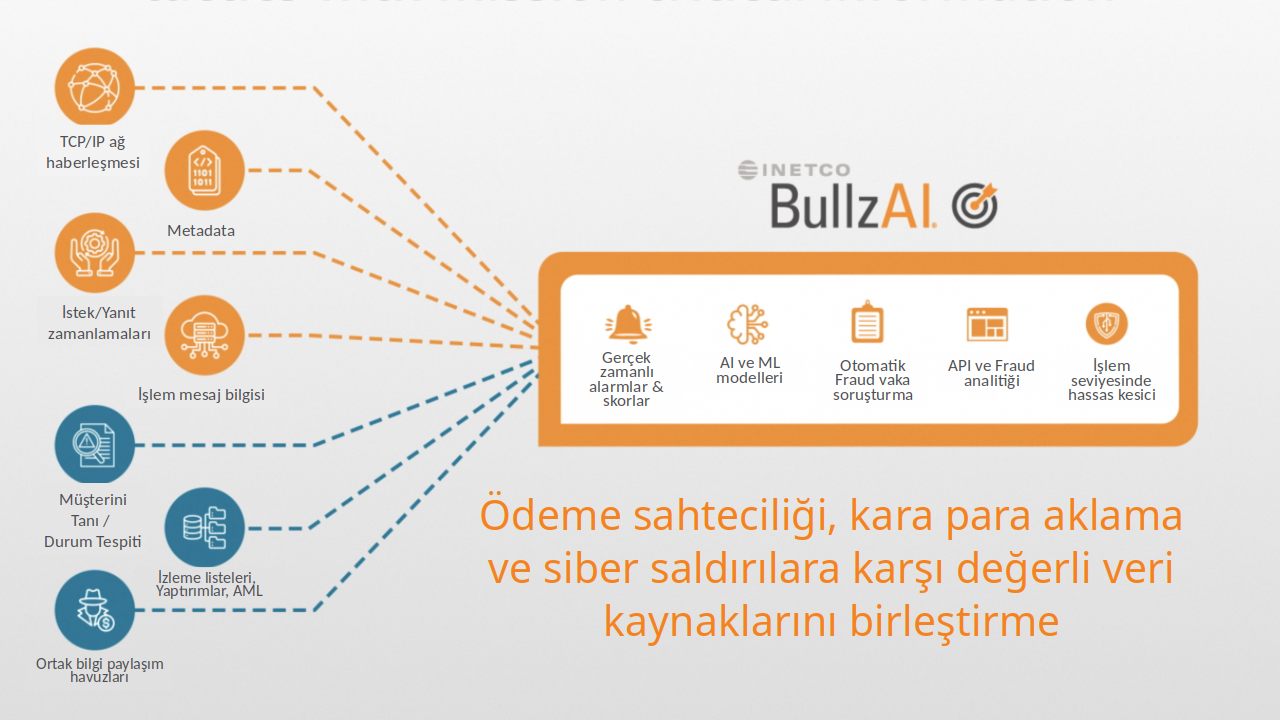 TCP/IP ağ
haberleşmesi
Metadata
İstek/Yanıt
zamanlamaları
İşlem mesaj bilgisi
Müşterini
Tanı /
Durum Tespiti
İzleme listeleri,
Yaptırımlar, AML
Ortak bilgi paylaşım
havuzları
INETCO
BullzAI
Gerçek
zamanlı
alarmlar &
skorlar
AI ve ML
modelleri
Otomatik
Fraud vaka
soruşturma
API ve Fraud
analitiği
İşlem
seviyesinde
hassas kesici
Ödeme sahteciliği, kara para aklama
ve siber saldırılara karşı değerli veri
kaynaklarını birleştirme